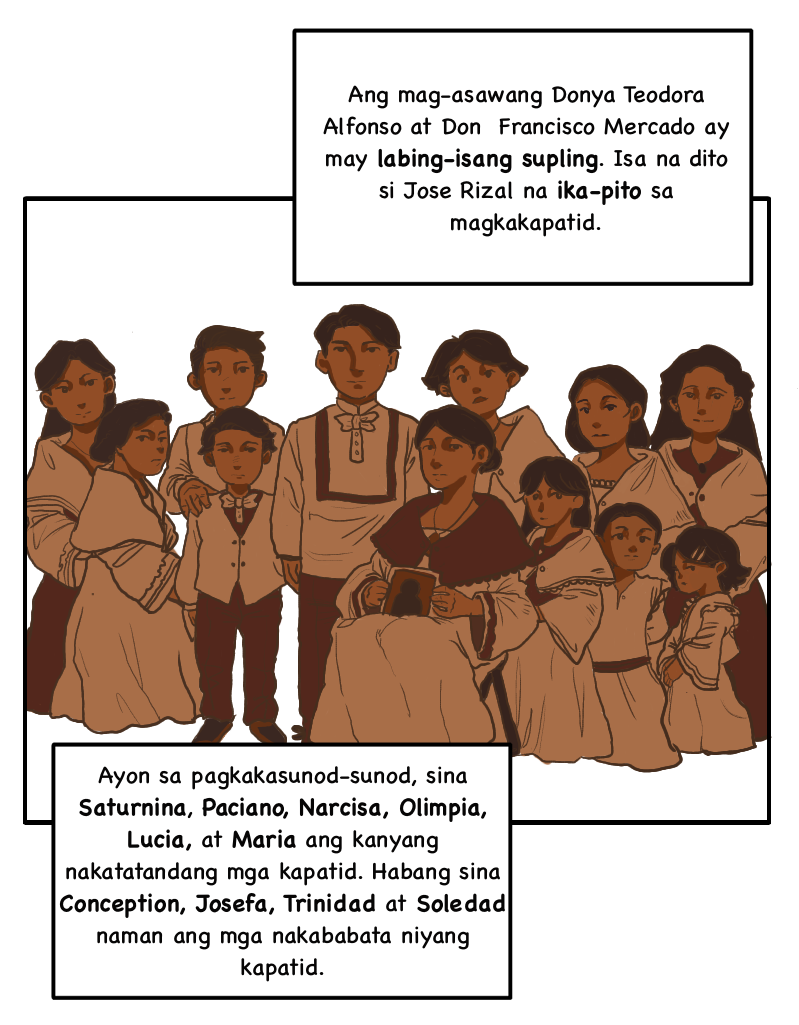 Ang mag-asawang Donya Teodora
Alfonso at Don Francisco Mercado ay
may labing-isang supling. Isa na dito
si Jose Rizal na ika-pito sa
magkakapatid.
Ayon sa pagkakasunod-sunod, sina
Saturnina, Paciano, Narcisa, Olimpia,
Lucia, at Maria ang kanyang
nakatatandang mga kapatid. Habang sina
Conception, Josefa, Trinidad at Soledad
naman ang mga nakababata niyang
kapatid.